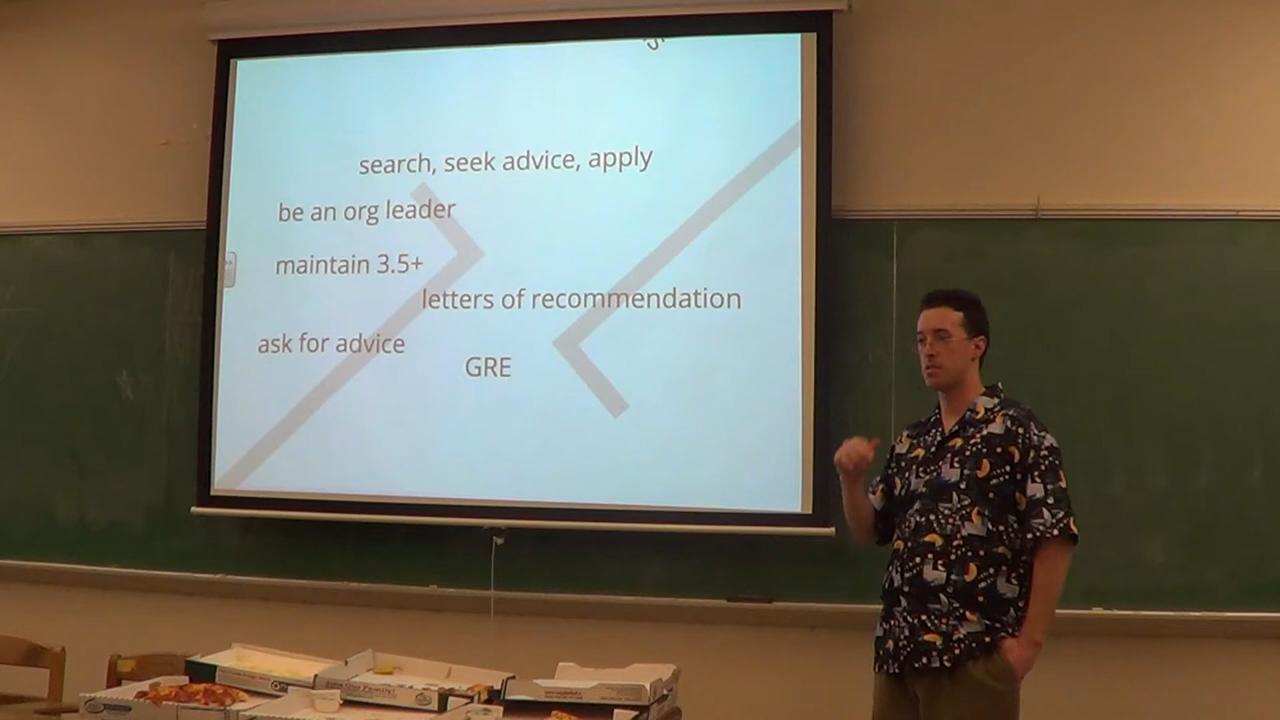 search, seek advice, apply
be an org leader
maintain 3.5+
letters of recommendation
ask for advice
GRE